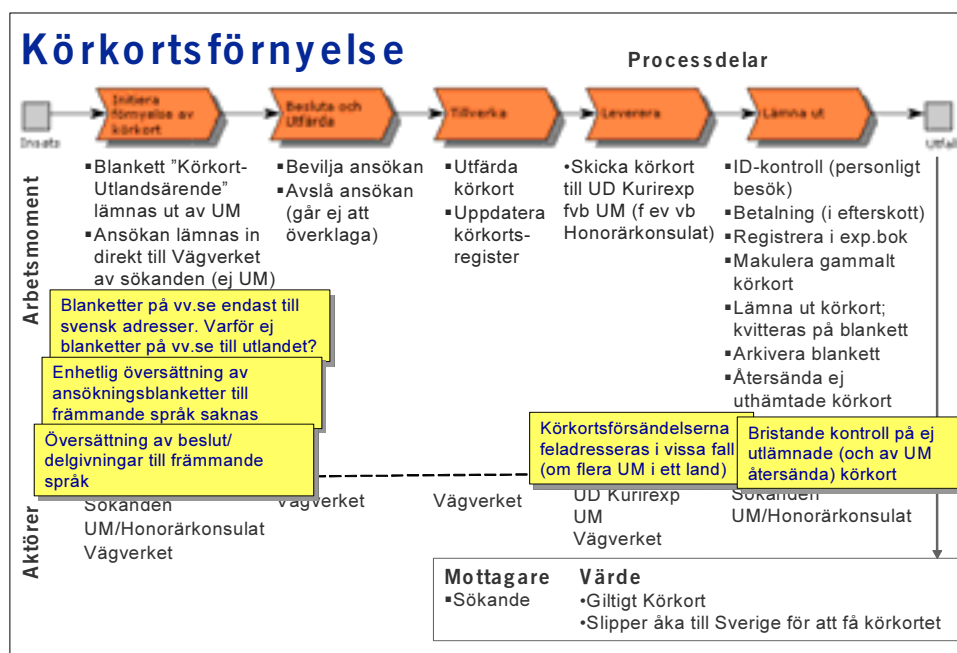 Körkortsförnyelse
Processdelar
Insats
Initiera
förnyelse av
körkort
Besluta och
Utfärda
Tillverka
Leverera
Lämna ut
Utfall
Arbetsmoment
▪Blankett ”Körkort-
Utlandsärende”
lämnas ut av UM
▪Ansökan lämnas in
direkt till Vägverket
av sökanden (ej UM)
▪Bevilja ansökan
▪Avslå ansökan
(går ej att
överklaga)
▪Utfärda
körkort
▪Uppdatera
körkorts-
register
•Skicka körkort
till UD Kurirexp
fvb UM (f ev vb
Honorärkonsulat)
▪ID-kontroll (personligt
besök)
▪Betalning (i efterskott)
▪Registrera i exp.bok
▪Makulera gammalt
körkort
▪Lämna ut körkort;
kvitteras på blankett
▪Arkivera blankett
▪Återsända ej
uthämtade körkort
Blanketter på vv.se endast till
svensk adresser. Varför ej
blanketter på vv.se till utlandet?
Enhetlig översättning av
ansökningsblanketter till
främmande språk saknas
Översättning av beslut/
delgivningar till främmande
språk
Körkortsförsändelserna
feladresseras i vissa fall
(om flera UM i ett land)
Bristande kontroll på ej
utlämnade (och av UM
återsända) körkort
Aktörer
Sökanden
UM/Honorärkonsulat
Vägverket
Vägverket
Vägverket
UD Kurirexp
UM
Vägverket
Sökanden
UM/Honorärkonsulat
Mottagare
▪Sökande
Värde
•Giltigt Körkort
•Slipper åka till Sverige för att få körkortet